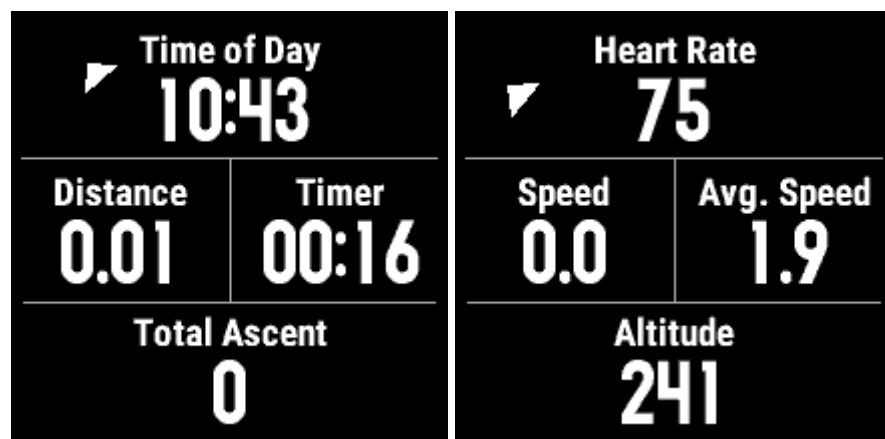 Time of Day
10:43
Distance
0.01
Timer
00:16
Total Ascent
0
Heart Rate
75
Speed
0.0
Avg. Speed
1.9
Altitude
241